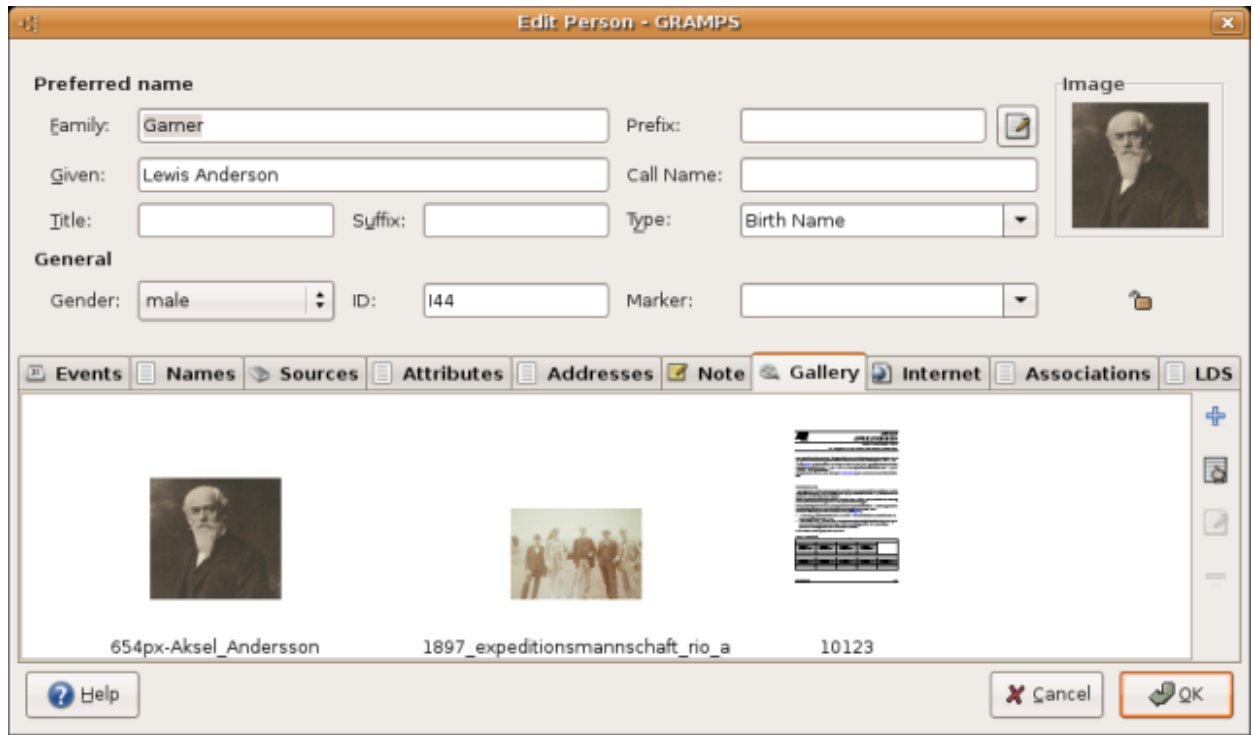 Edit Person - GRAMPS
Preferred name
Image
Family: Garner Prefix:
Given: Lewis Anderson Call Name:
Title: Suffix: Type: Birth Name
General
Gender: male ID: I44 Marker:
Events Names Sources Attributes Addresses Note Gallery Internet Associations LDS
654px-Aksel_Andersson 1897_expeditionsmannschaft_rio_a 10123
Help Cancel OK